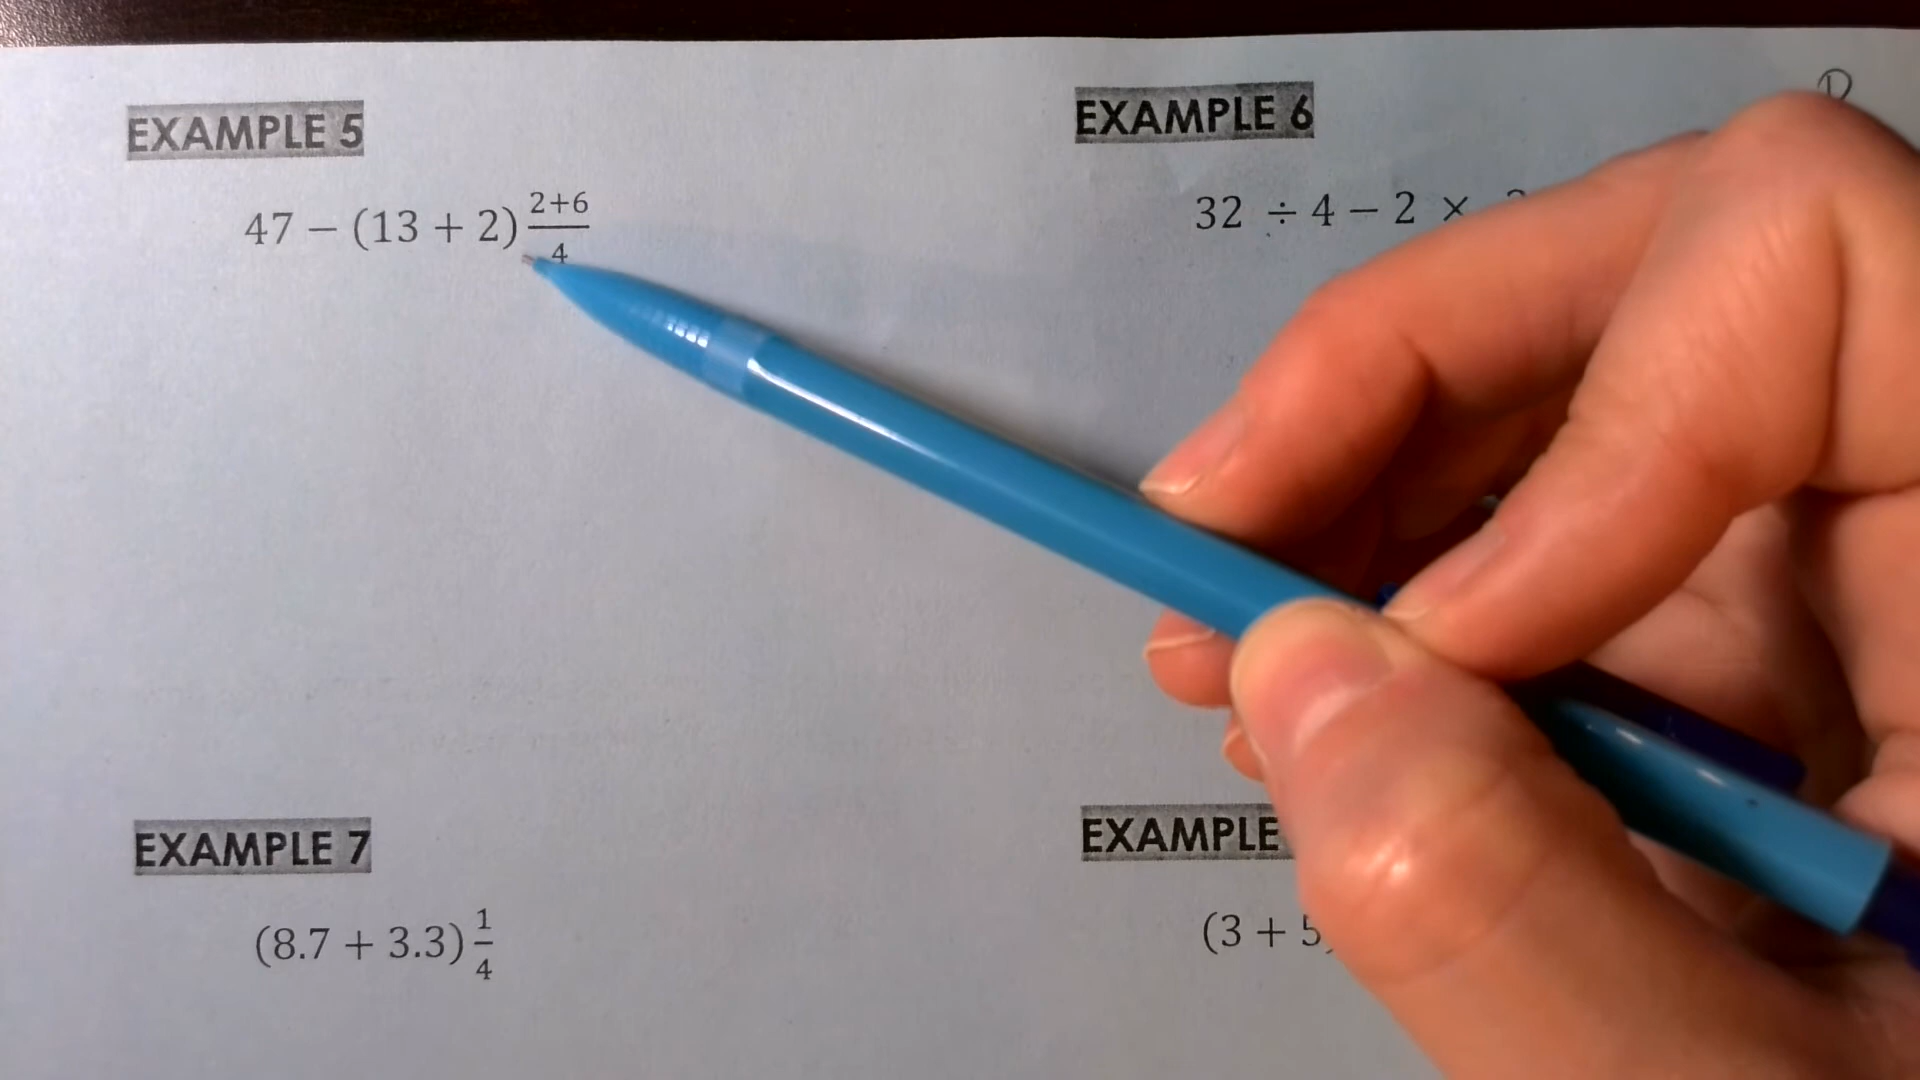 EXAMPLE 5
47 − (13 + 2) (2+6)/4
EXAMPLE 6
32 ÷ 4 − 2 ×
EXAMPLE 7
(8.7 + 3.3) 1/4
EXAMPLE
(3 + 5